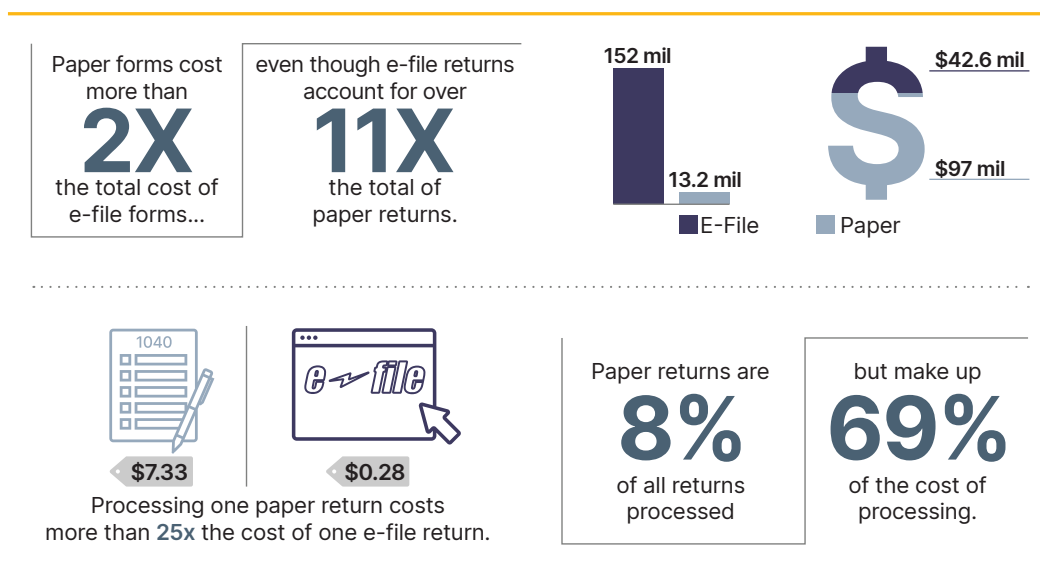 Paper forms cost
more than
2X
the total cost of
e-file forms...
even though e-file returns
account for over
11X
the total of
paper returns.
152 mil
13.2 mil
E-File
Paper
$42.6 mil
$97 mil
1040
$7.33
e file
$0.28
Processing one paper return costs
more than 25x the cost of one e-file return.
Paper returns are
8%
of all returns
processed
but make up
69%
of the cost of
processing.